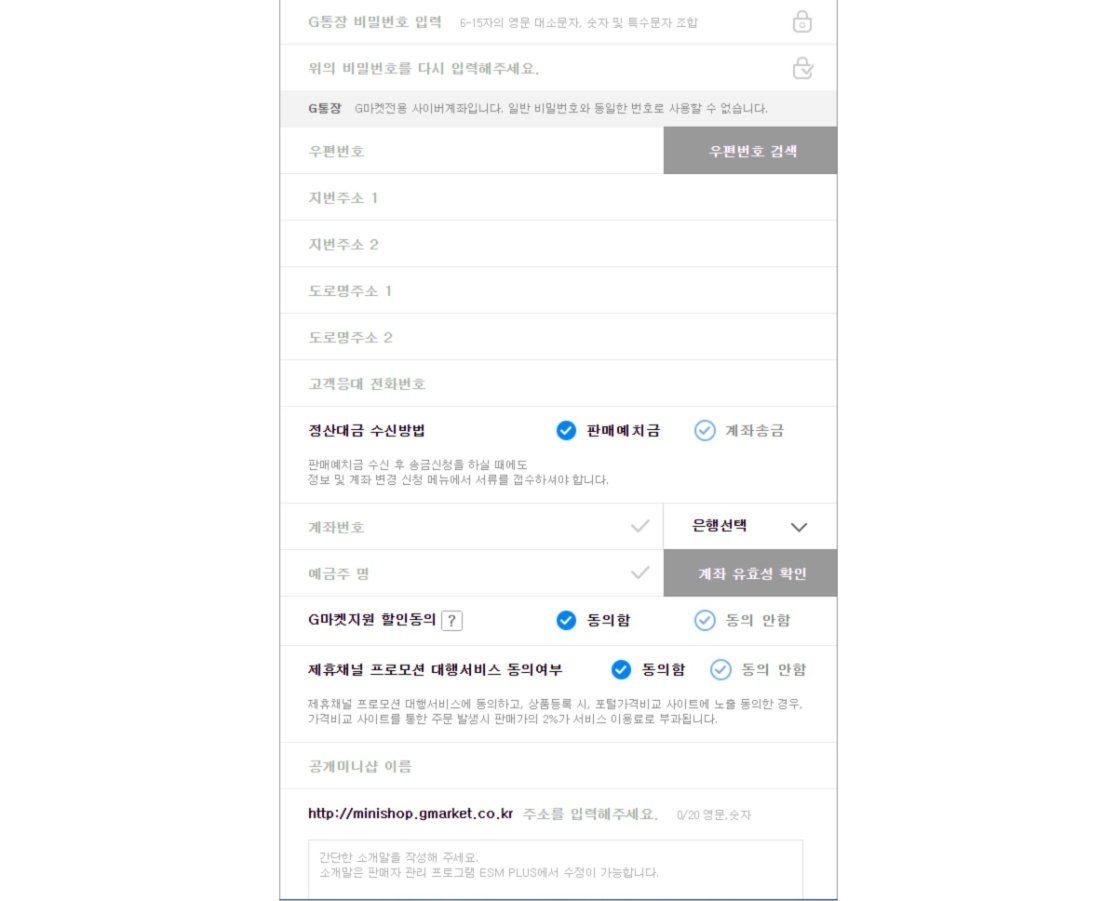 G통장 비밀번호 입력 6-15자의 영문 대소문자, 숫자 및 특수문자 조합
위의 비밀번호를 다시 입력해주세요.
G통장 G마켓전용 사이버계좌입니다. 일반 비밀번호와 동일한 번호로 사용할 수 없습니다.
우편번호 우편번호 검색
지번주소 1
지번주소 2
도로명주소 1
도로명주소 2
고객응대 전화번호
정산대금 수신방법 판매예치금 계좌송금
판매예치금 수신 후 송금신청을 하실 때에도
정보 및 계좌 변경 신청 메뉴에서 서류를 접수하셔야 합니다.
계좌번호 은행선택
예금주 명 계좌 유효성 확인
G마켓지원 할인동의 ? 동의함 동의 안함
제휴채널 프로모션 대행서비스 동의여부 동의함 동의 안함
제휴채널 프로모션 대행서비스에 동의하고, 상품등록 시, 포털가격비교 사이트에 노출 동의한 경우,
가격비교 사이트를 통한 주문 발생시 판매가의 2%가 서비스 이용료로 부과됩니다.
공개미니샵 이름
http://minishop.gmarket.co.kr 주소를 입력해주세요. 0/20 영문,숫자
간단한 소개말을 작성해 주세요.
소개말은 판매자 관리 프로그램 ESM PLUS에서 수정이 가능합니다.